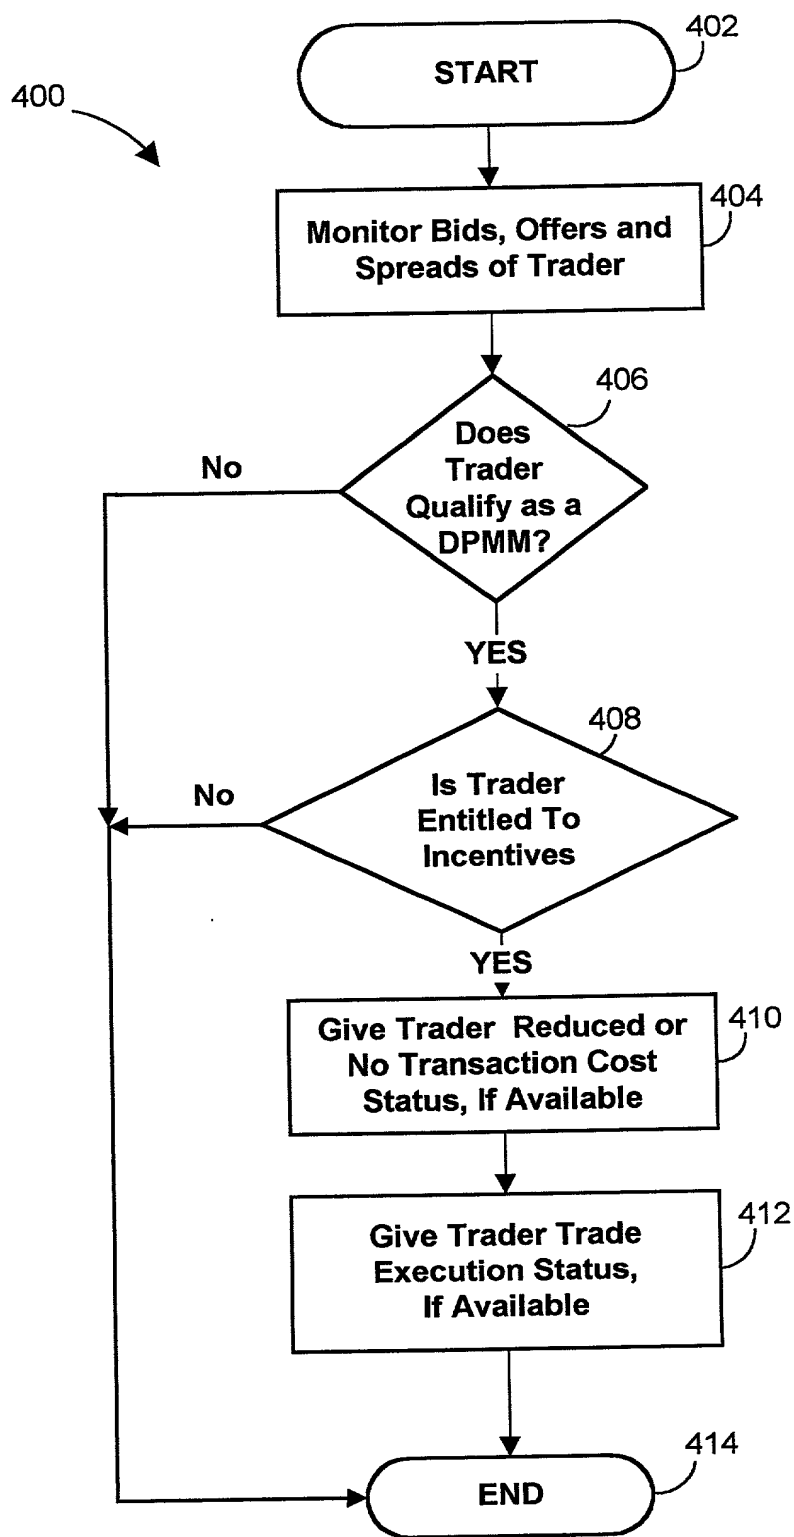 402
START
400
404
Monitor Bids, Offers and
Spreads of Trader
406
Does
Trader
Qualify as a
DPMM?
No
YES
408
Is Trader
Entitled To
Incentives
No
YES
410
Give Trader Reduced or
No Transaction Cost
Status, If Available
412
Give Trader Trade
Execution Status,
If Available
414
END